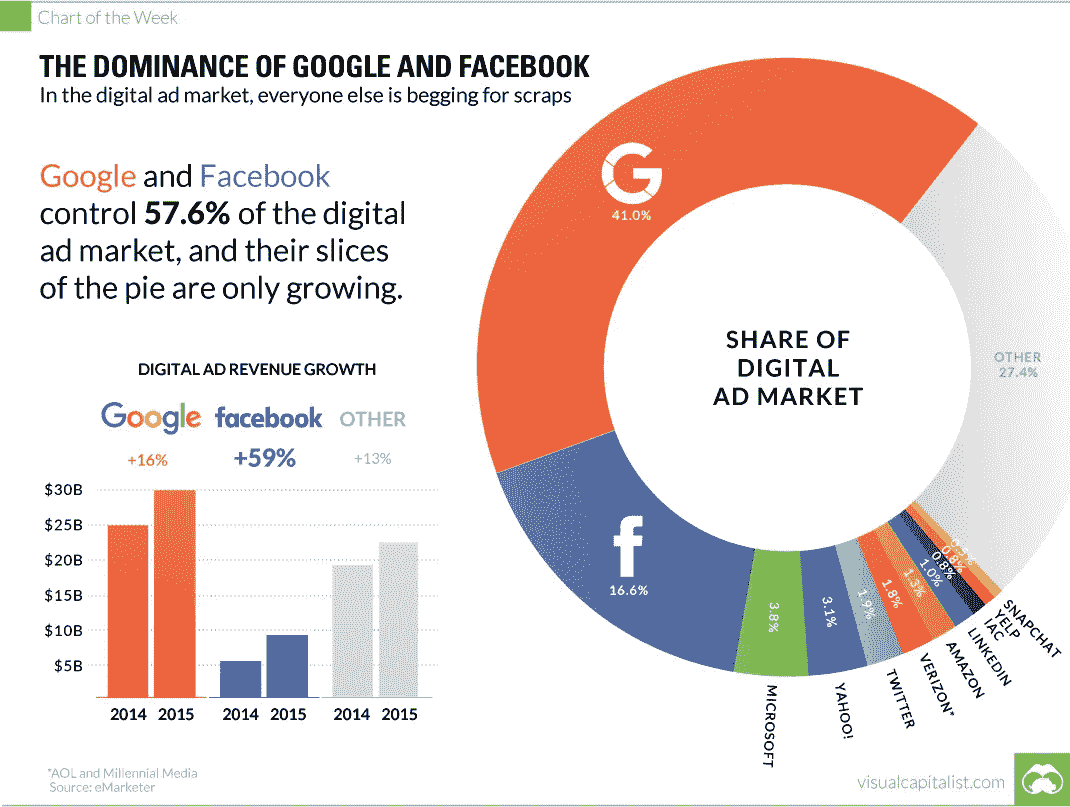 Chart of the Week
THE DOMINANCE OF GOOGLE AND FACEBOOK
In the digital ad market, everyone else is begging for scraps
Google and Facebook
control 57.6% of the digital
ad market, and their slices
of the pie are only growing.
DIGITAL AD REVENUE GROWTH
Google facebook OTHER
+16% +59% +13%
$30B
$25B
$20B
$15B
$10B
$5B
2014 2015 2014 2015 2014 2015
*AOL and Millennial Media
Source: eMarketer
G
41.0%
SHARE OF
DIGITAL
AD MARKET
OTHER
27.4%
f
16.6%
3.8%
3.1%
1.9%
1.8%
1.3%
1.0%
0.8%
0.8%
MICROSOFT
YAHOO!
TWITTER
VERIZON*
AMAZON
LINKEDIN
IAC
YELP
SNAPCHAT
visualcapitalist.com